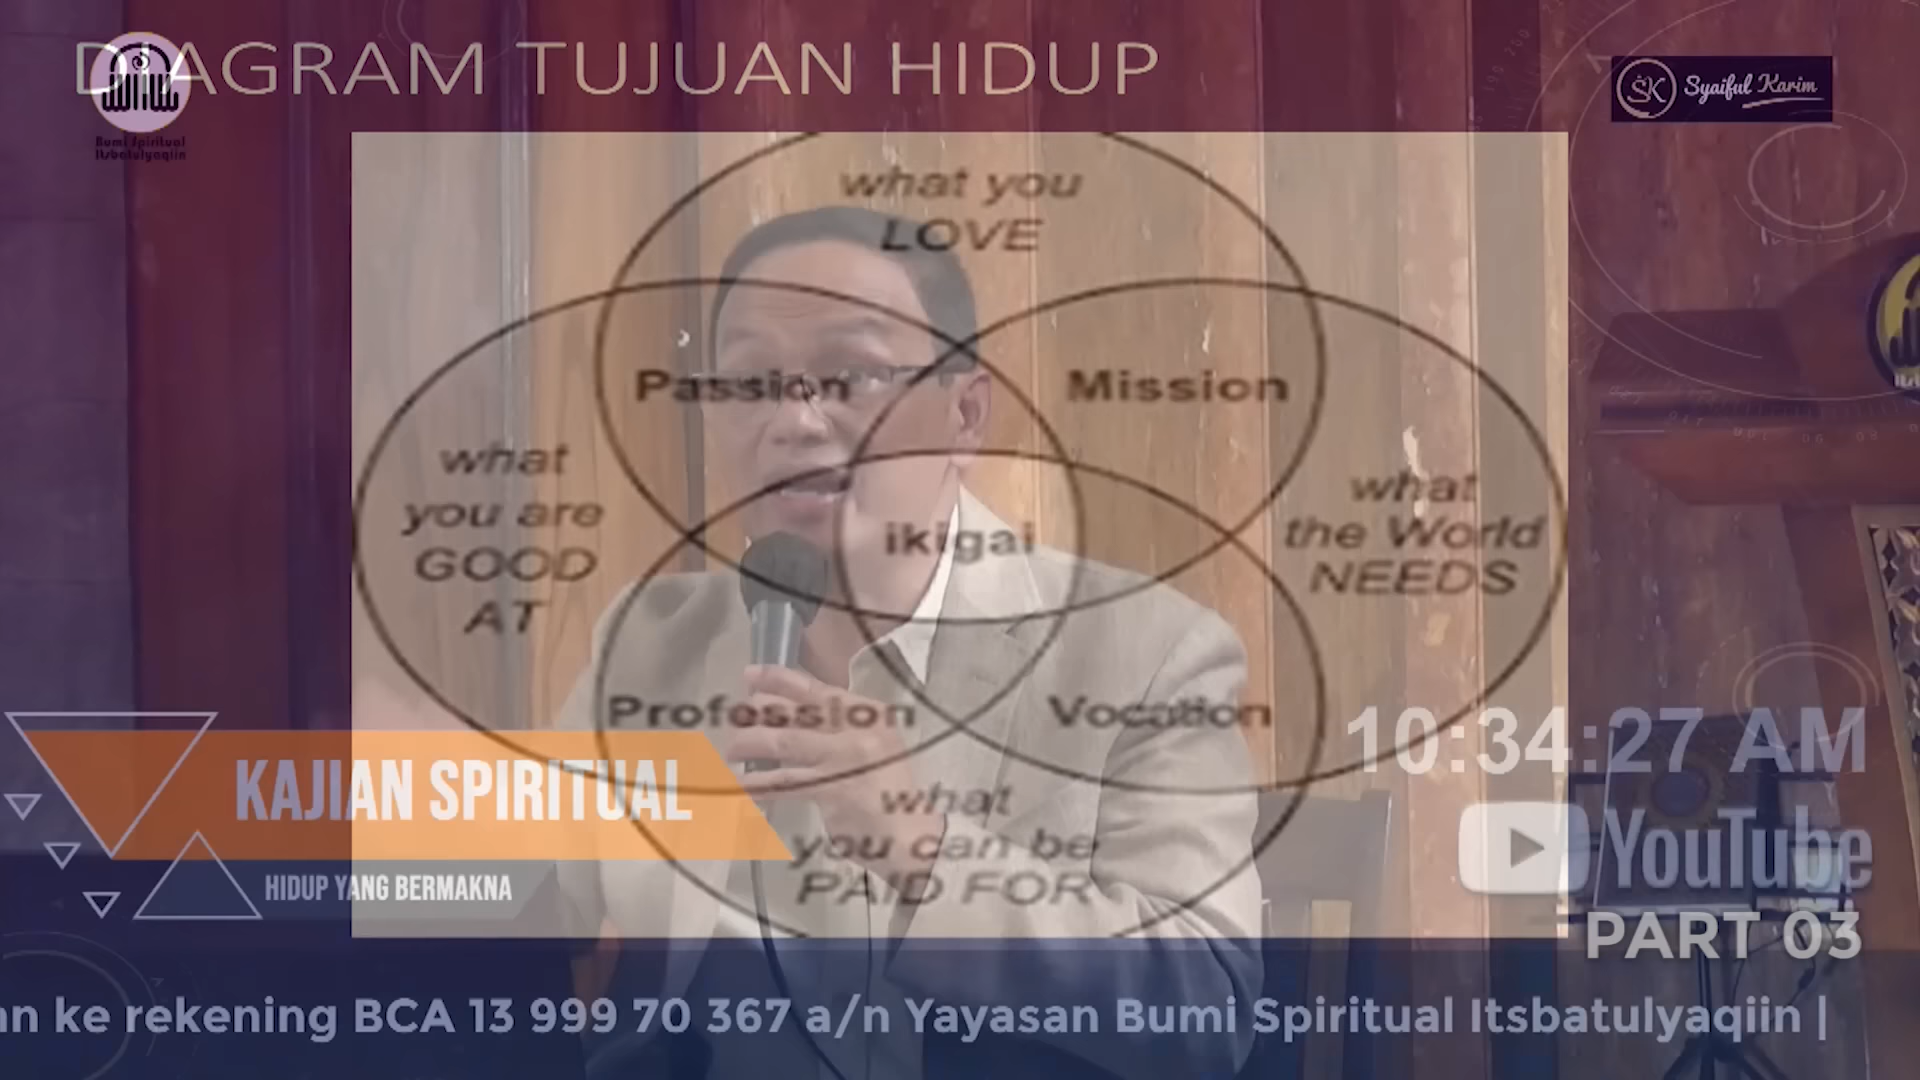 DIAGRAM TUJUAN HIDUP
Bumi Spiritual
Itsbatulyaqiin
SK Syaiful Karim
what you
LOVE
Passion
Mission
what
you are
GOOD
AT
what
the World
NEEDS
ikigai
Profession
Vocation
what
you can be
PAID FOR
10:34:27 AM
KAJIAN SPIRITUAL
HIDUP YANG BERMAKNA
YouTube
PART 03
an ke rekening BCA 13 999 70 367 a/n Yayasan Bumi Spiritual Itsbatulyaqiin |